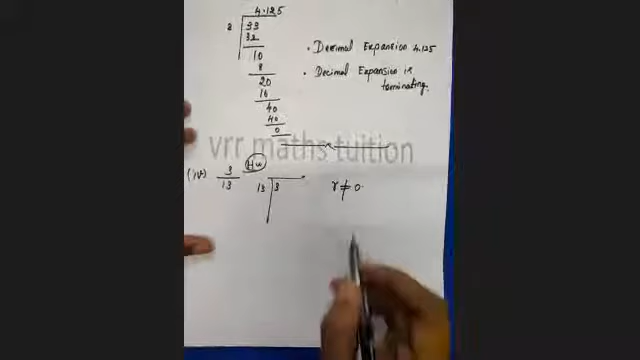 4.125
8 33
32
10
8
20
16
40
40
0
• Decimal Expansion 4.125
• Decimal Expansion is
terminating.
vrr maths tuition
(iv) 3/13 Hw
13 3
r ≠ 0.